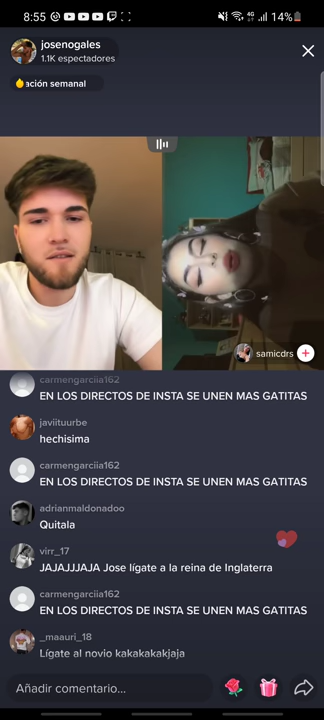 8:55
4G
14%
josenogales
1.1K espectadores
ación semanal
samicdrs
carmengarciia162
EN LOS DIRECTOS DE INSTA SE UNEN MAS GATITAS
javiituurbe
hechisima
carmengarciia162
EN LOS DIRECTOS DE INSTA SE UNEN MAS GATITAS
adrianmaldonadoo
Quitala
virr_17
JAJAJJJAJA Jose lígate a la reina de Inglaterra
carmengarciia162
EN LOS DIRECTOS DE INSTA SE UNEN MAS GATITAS
_maauri_18
Lígate al novio kakakakakjaja
Añadir comentario...